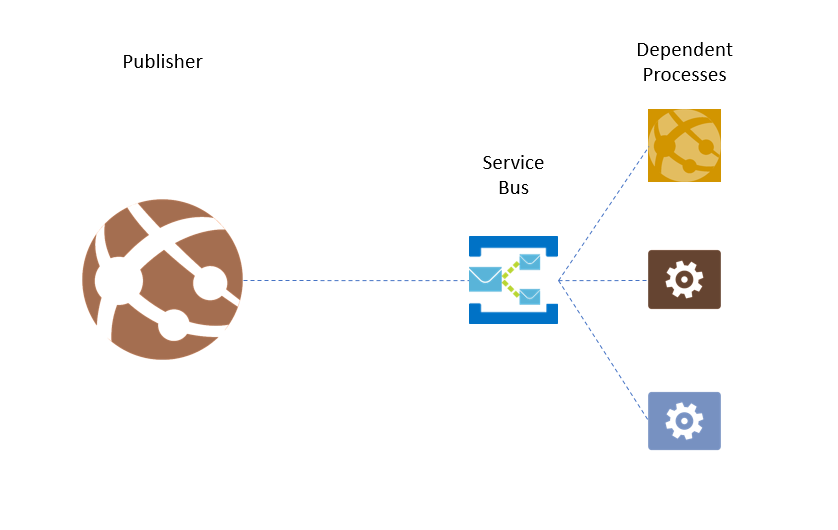 Publisher
Dependent
Processes
Service
Bus